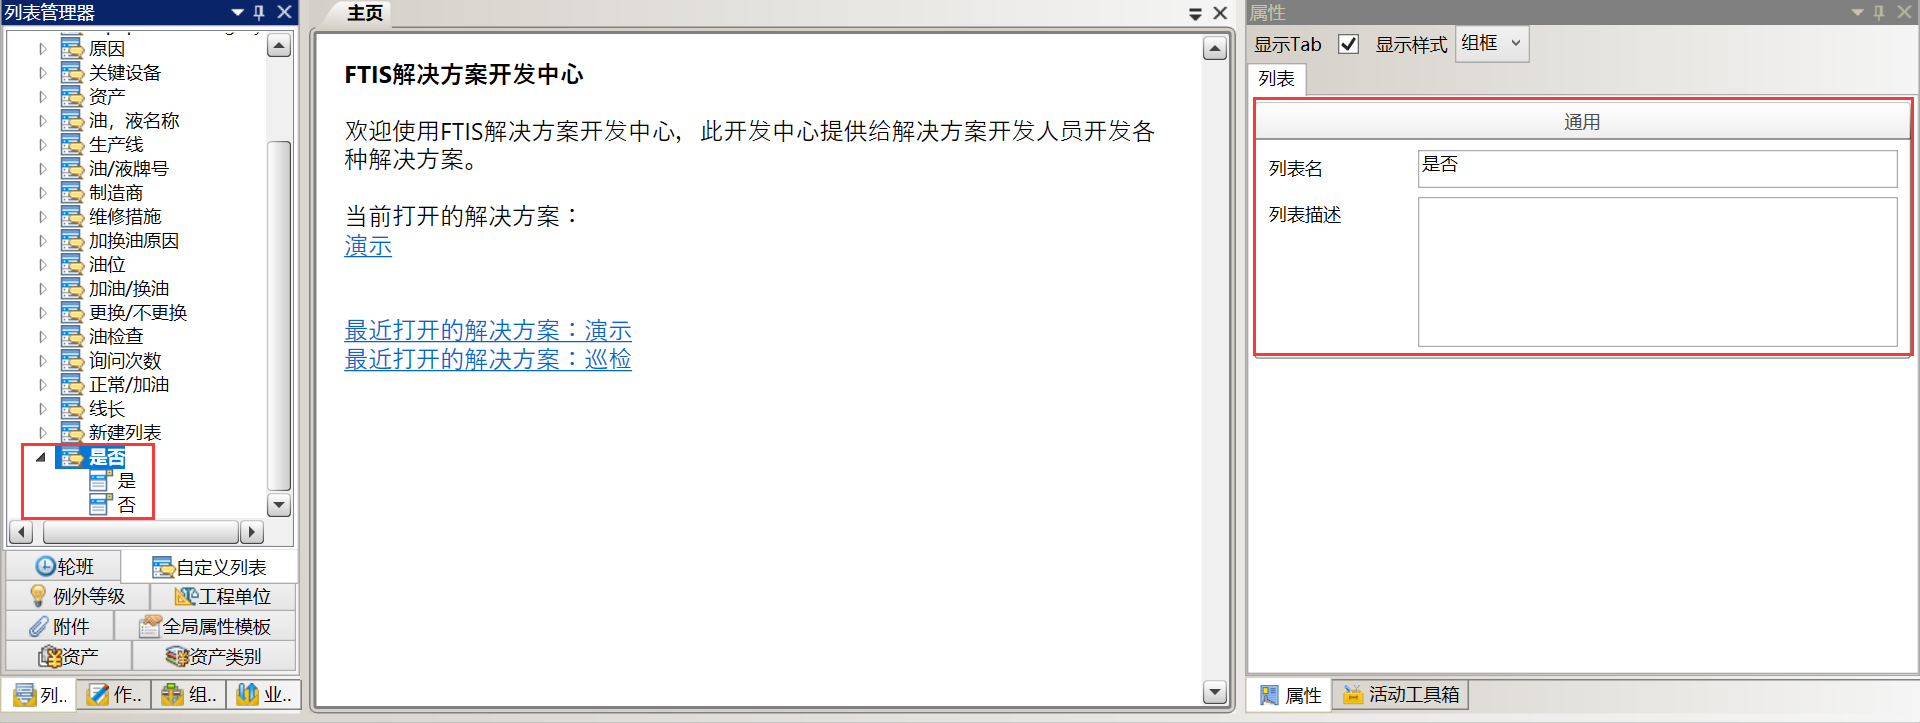 列表管理器
原因
关键设备
资产
油，液名称
生产线
油/液牌号
制造商
维修措施
加换油原因
油位
加油/换油
更换/不更换
油检查
询问次数
正常/加油
线长
新建列表
是否
是
否
轮班
自定义列表
例外等级
工程单位
附件
全局属性模板
资产
资产类别
列..
作..
组..
业..
主页
FTIS解决方案开发中心
欢迎使用FTIS解决方案开发中心，此开发中心提供给解决方案开发人员开发各
种解决方案。
当前打开的解决方案：
演示
最近打开的解决方案：演示
最近打开的解决方案：巡检
属性
显示Tab
显示样式
组框
列表
通用
列表名
是否
列表描述
属性
活动工具箱